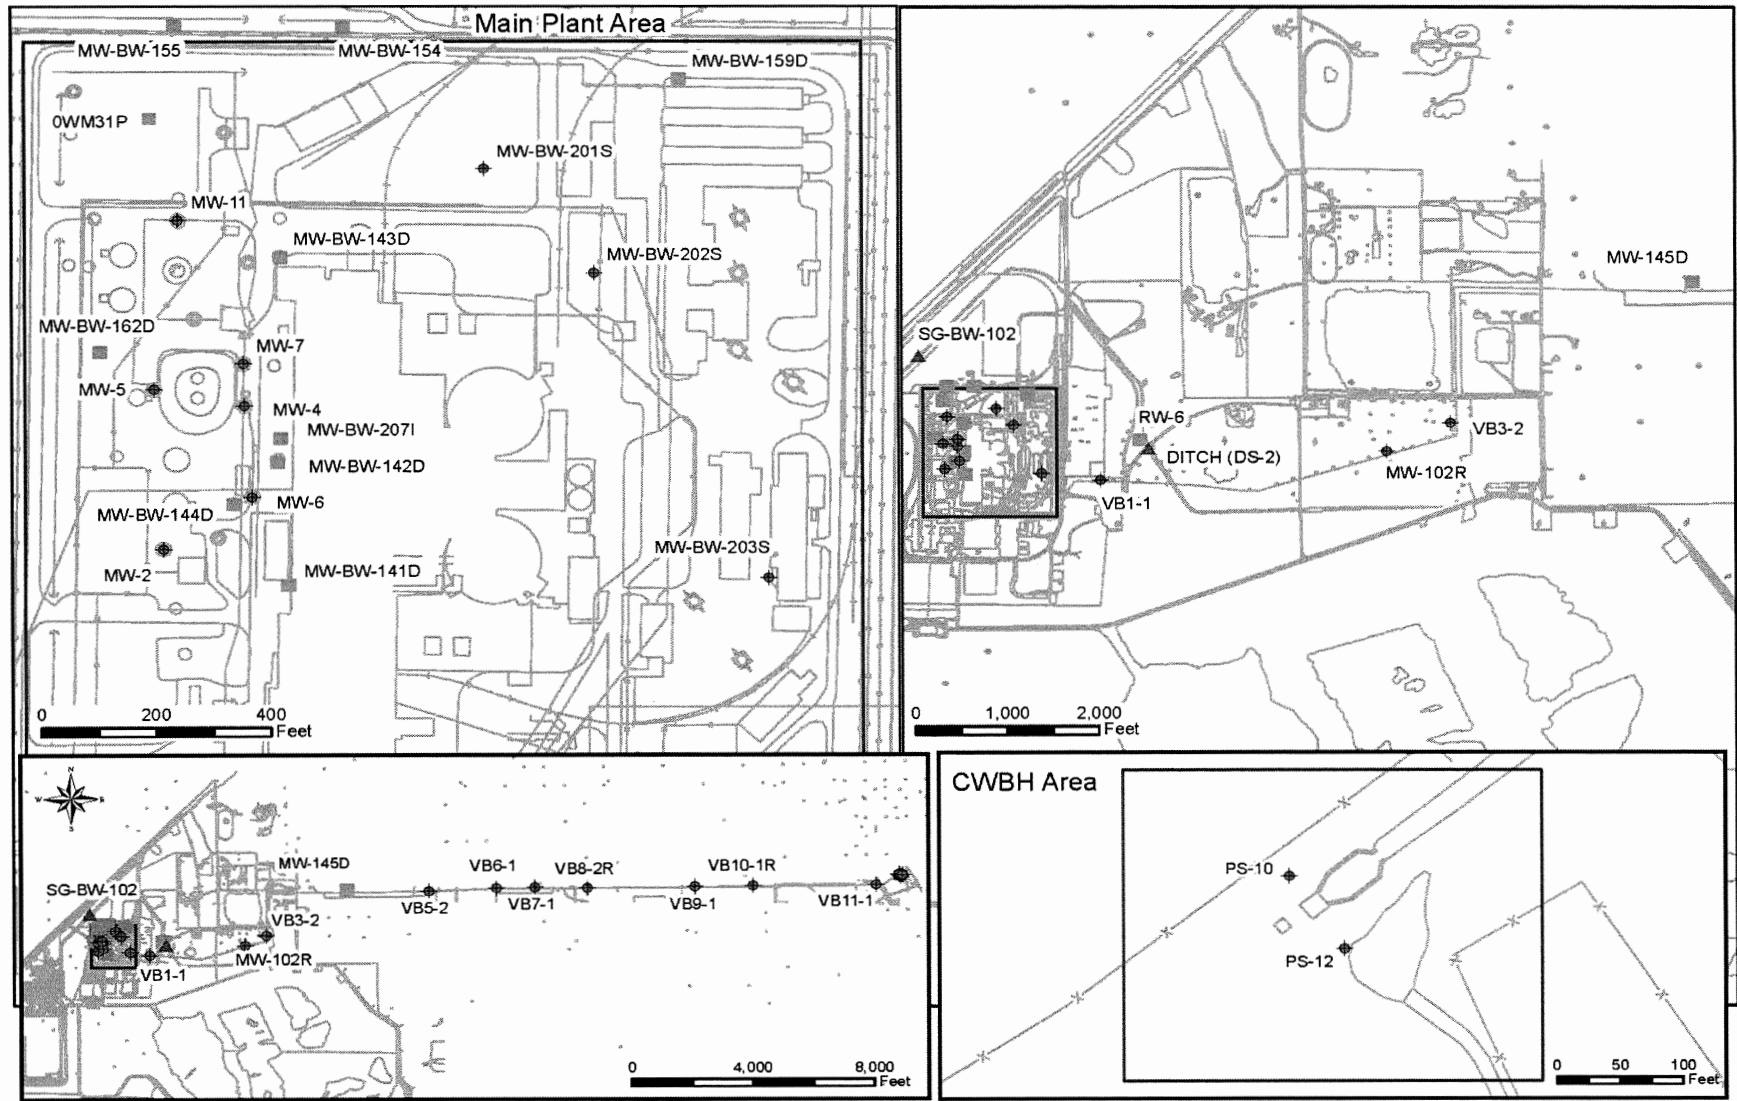 Main Plant Area
MW-BW-155
MW-BW-154
MW-BW-159D
0WM31P
MW-BW-201S
MW-11
MW-BW-143D
MW-BW-202S
MW-BW-162D
MW-7
MW-5
MW-4
MW-BW-207I
MW-BW-142D
MW-6
MW-BW-144D
MW-BW-203S
MW-2
MW-BW-141D
0 200 400
Feet
MW-145D
SG-BW-102
RW-6
VB3-2
DITCH (DS-2)
MW-102R
VB1-1
0 1,000 2,000
Feet
N
W E
S
MW-145D
VB6-1
VB8-2R
VB10-1R
SG-BW-102
VB5-2
VB7-1
VB9-1
VB11-1
VB3-2
MW-102R
VB1-1
0 4,000 8,000
Feet
CWBH Area
PS-10
PS-12
0 50 100
Feet